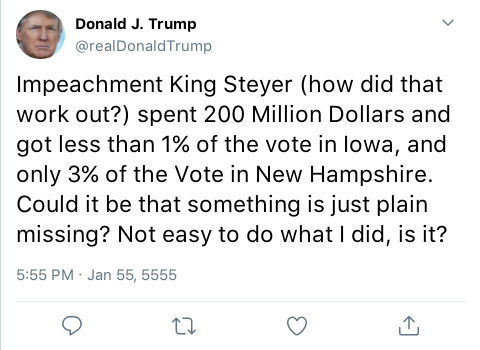 Donald J. Trump
@realDonaldTrump
Impeachment King Steyer (how did that
work out?) spent 200 Million Dollars and
got less than 1% of the vote in Iowa, and
only 3% of the Vote in New Hampshire.
Could it be that something is just plain
missing? Not easy to do what I did, is it?
5:55 PM · Jan 55, 5555